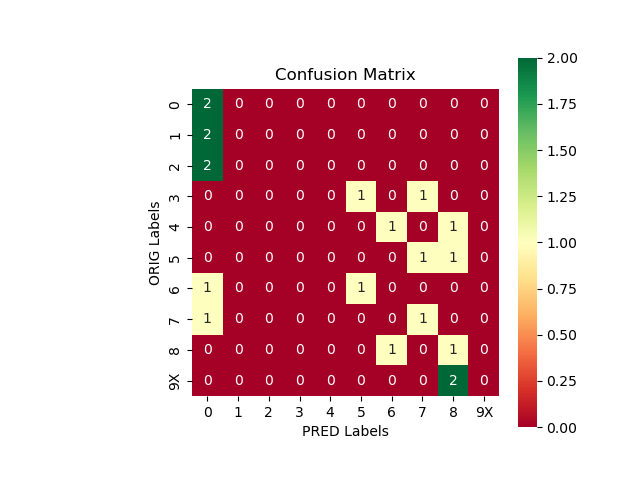 Confusion Matrix
ORIG Labels
0 2 0 0 0 0 0 0 0 0 0
1 2 0 0 0 0 0 0 0 0 0
2 2 0 0 0 0 0 0 0 0 0
3 0 0 0 0 0 1 0 1 0 0
4 0 0 0 0 0 0 1 0 1 0
5 0 0 0 0 0 0 0 1 1 0
6 1 0 0 0 0 1 0 0 0 0
7 1 0 0 0 0 0 0 1 0 0
8 0 0 0 0 0 0 1 0 1 0
9X 0 0 0 0 0 0 0 0 2 0
0 1 2 3 4 5 6 7 8 9X
PRED Labels
2.00
1.75
1.50
1.25
1.00
0.75
0.50
0.25
0.00